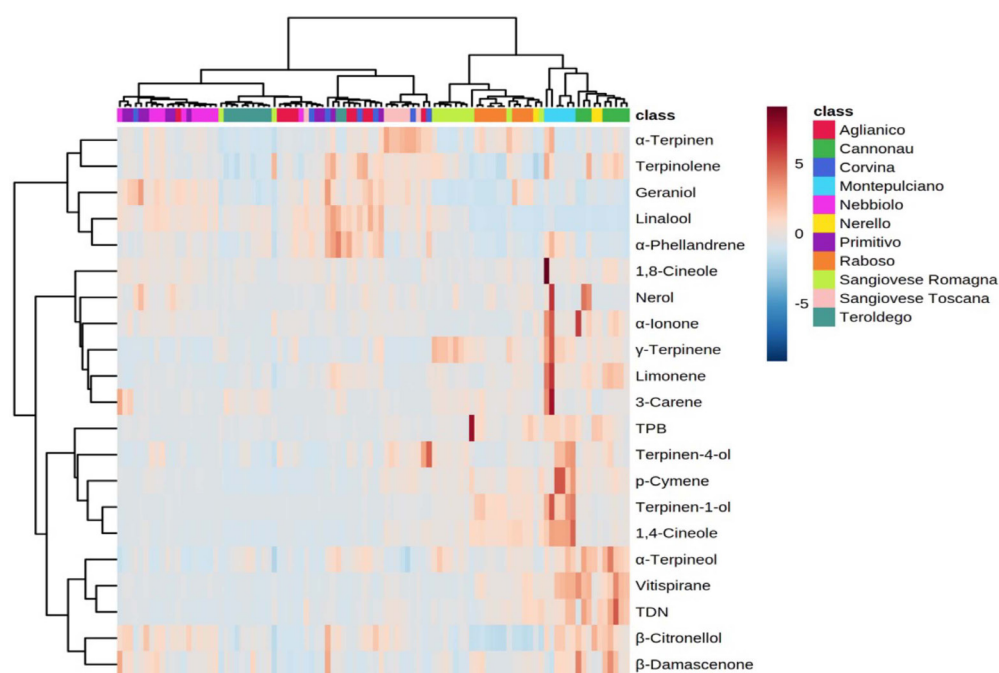 class
α-Terpinen
Terpinolene
Geraniol
Linalool
α-Phellandrene
1,8-Cineole
Nerol
α-Ionone
γ-Terpinene
Limonene
3-Carene
TPB
Terpinen-4-ol
p-Cymene
Terpinen-1-ol
1,4-Cineole
α-Terpineol
Vitispirane
TDN
β-Citronellol
β-Damascenone
5
0
-5
class
Aglianico
Cannonau
Corvina
Montepulciano
Nebbiolo
Nerello
Primitivo
Raboso
Sangiovese Romagna
Sangiovese Toscana
Teroldego